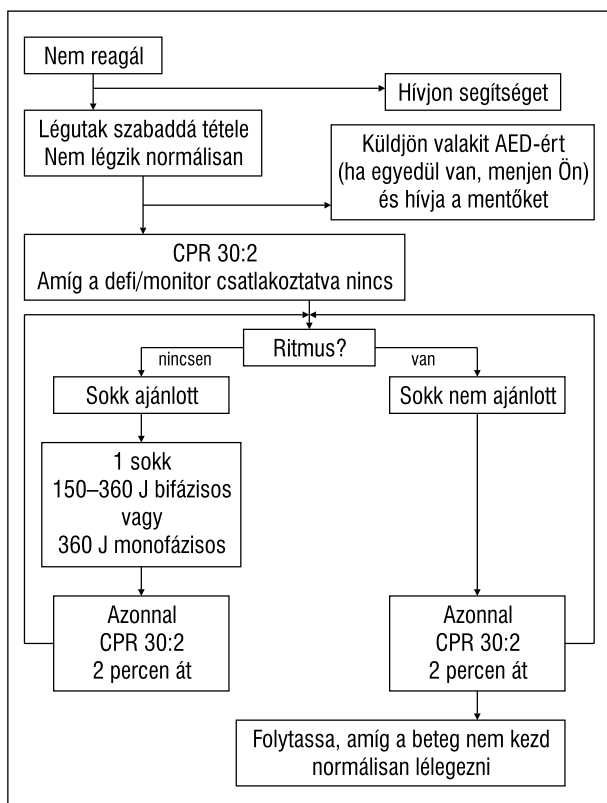 Nem reagál
Hívjon segítséget
Légutak szabaddá tétele
Nem légzik normálisan
Küldjön valakit AED-ért
(ha egyedül van, menjen Ön)
és hívja a mentőket
CPR 30:2
Amíg a defi/monitor csatlakoztatva nincs
Ritmus?
nincsen
van
Sokk ajánlott
Sokk nem ajánlott
1 sokk
150–360 J bifázisos
vagy
360 J monofázisos
Azonnal
CPR 30:2
2 percen át
Azonnal
CPR 30:2
2 percen át
Folytassa, amíg a beteg nem kezd
normálisan lélegezni